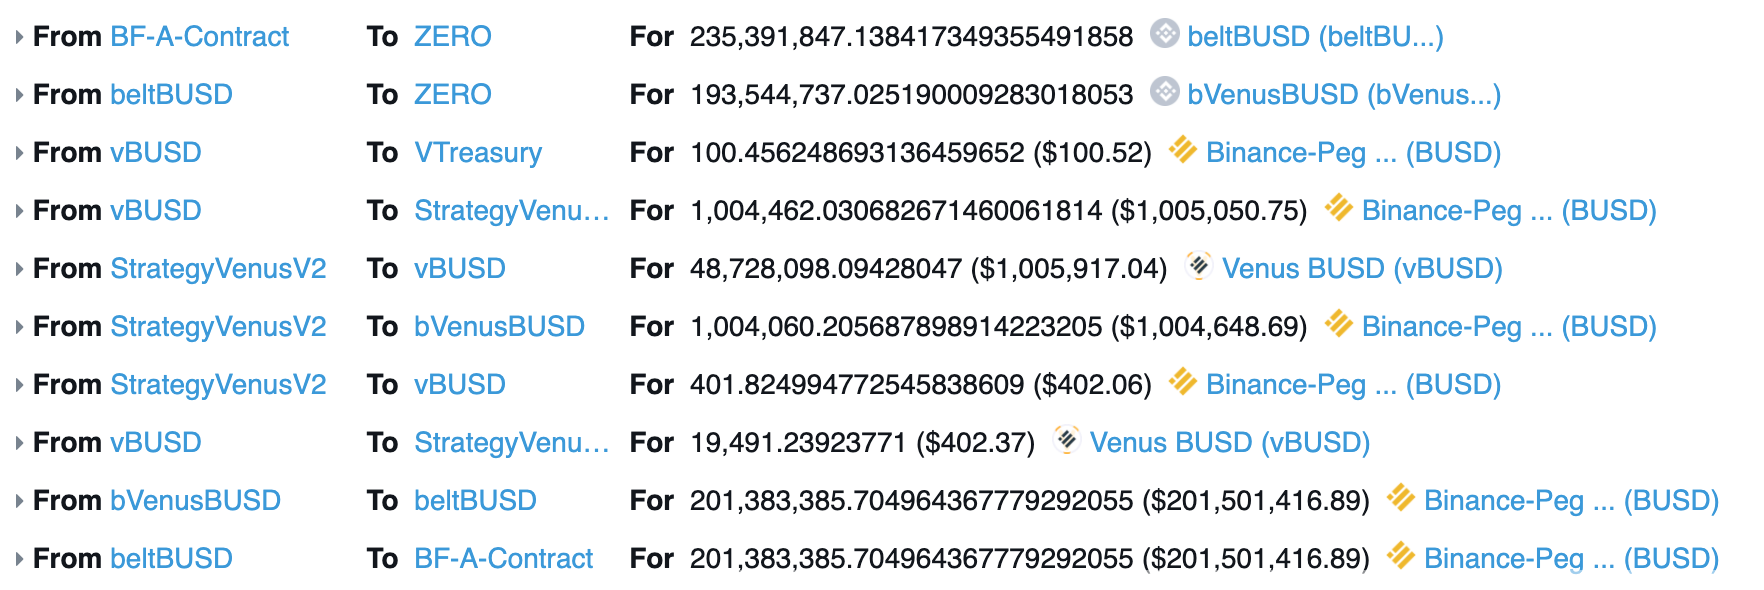 From BF-A-Contract To ZERO For 235,391,847.138417349355491858 beltBUSD (beltBU...)
From beltBUSD To ZERO For 193,544,737.025190009283018053 bVenusBUSD (bVenus...)
From vBUSD To VTreasury For 100.456248693136459652 ($100.52) Binance-Peg ... (BUSD)
From vBUSD To StrategyVenu... For 1,004,462.030682671460061814 ($1,005,050.75) Binance-Peg ... (BUSD)
From StrategyVenusV2 To vBUSD For 48,728,098.09428047 ($1,005,917.04) Venus BUSD (vBUSD)
From StrategyVenusV2 To bVenusBUSD For 1,004,060.205687898914223205 ($1,004,648.69) Binance-Peg ... (BUSD)
From StrategyVenusV2 To vBUSD For 401.824994772545838609 ($402.06) Binance-Peg ... (BUSD)
From vBUSD To StrategyVenu... For 19,491.23923771 ($402.37) Venus BUSD (vBUSD)
From bVenusBUSD To beltBUSD For 201,383,385.704964367779292055 ($201,501,416.89) Binance-Peg ... (BUSD)
From beltBUSD To BF-A-Contract For 201,383,385.704964367779292055 ($201,501,416.89) Binance-Peg ... (BUSD)